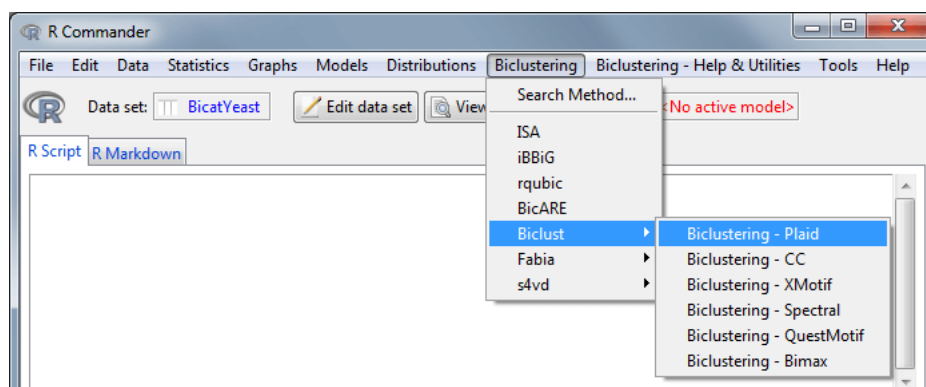 R R Commander
File Edit Data Statistics Graphs Models Distributions Biclustering Biclustering - Help & Utilities Tools Help
R Data set: BicatYeast Edit data set View <No active model>
R Script R Markdown
Search Method...
ISA
iBBiG
rqubic
BicARE
Biclust
Fabia
s4vd
Biclustering - Plaid
Biclustering - CC
Biclustering - XMotif
Biclustering - Spectral
Biclustering - QuestMotif
Biclustering - Bimax